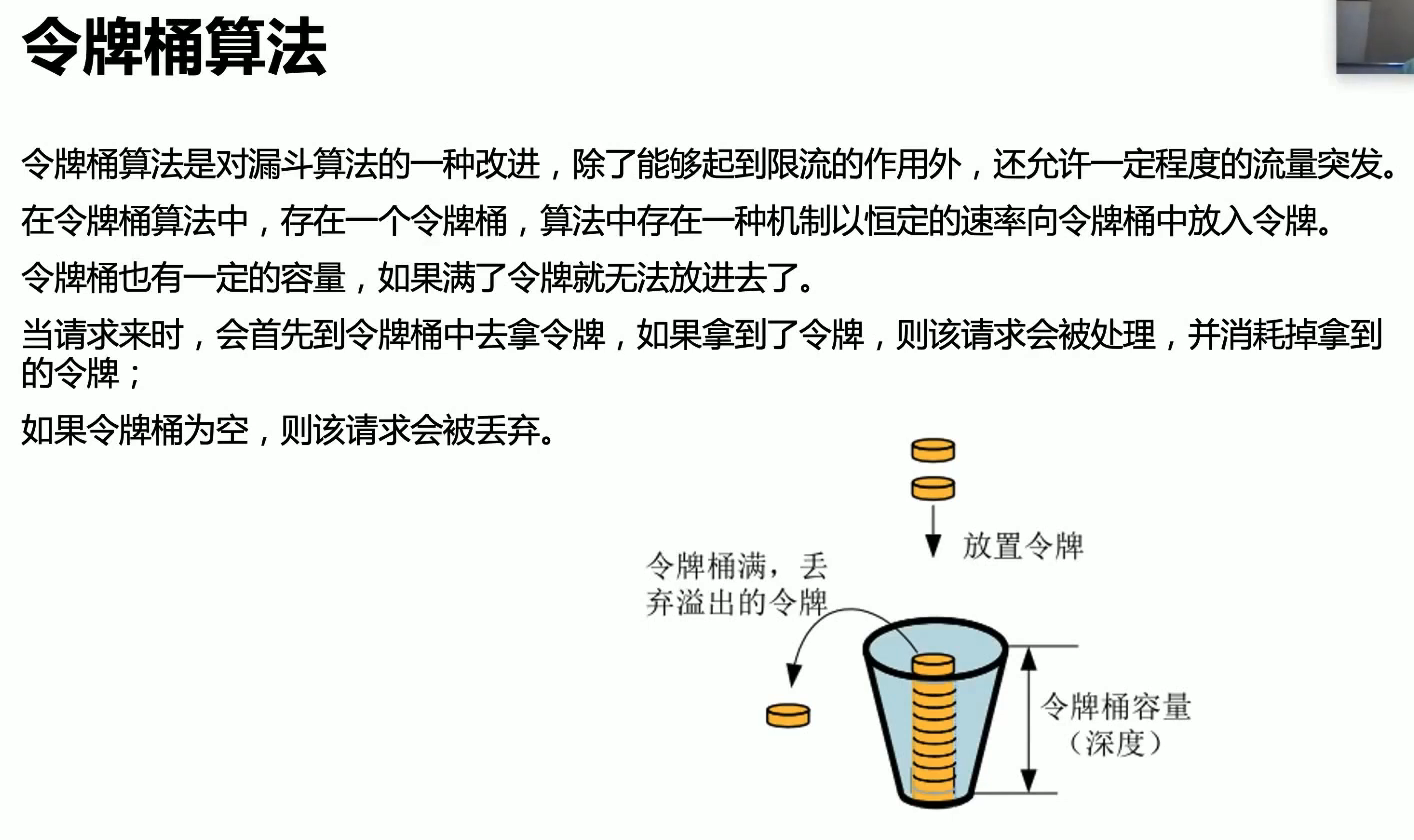 令牌桶算法
令牌桶算法是对漏斗算法的一种改进，除了能够起到限流的作用外，还允许一定程度的流量突发。
在令牌桶算法中，存在一个令牌桶，算法中存在一种机制以恒定的速率向令牌桶中放入令牌。
令牌桶也有一定的容量，如果满了令牌就无法放进去了。
当请求来时，会首先到令牌桶中去拿令牌，如果拿到了令牌，则该请求会被处理，并消耗掉拿到
的令牌；
如果令牌桶为空，则该请求会被丢弃。
放置令牌
令牌桶满，丢
弃溢出的令牌
令牌桶容量
（深度）